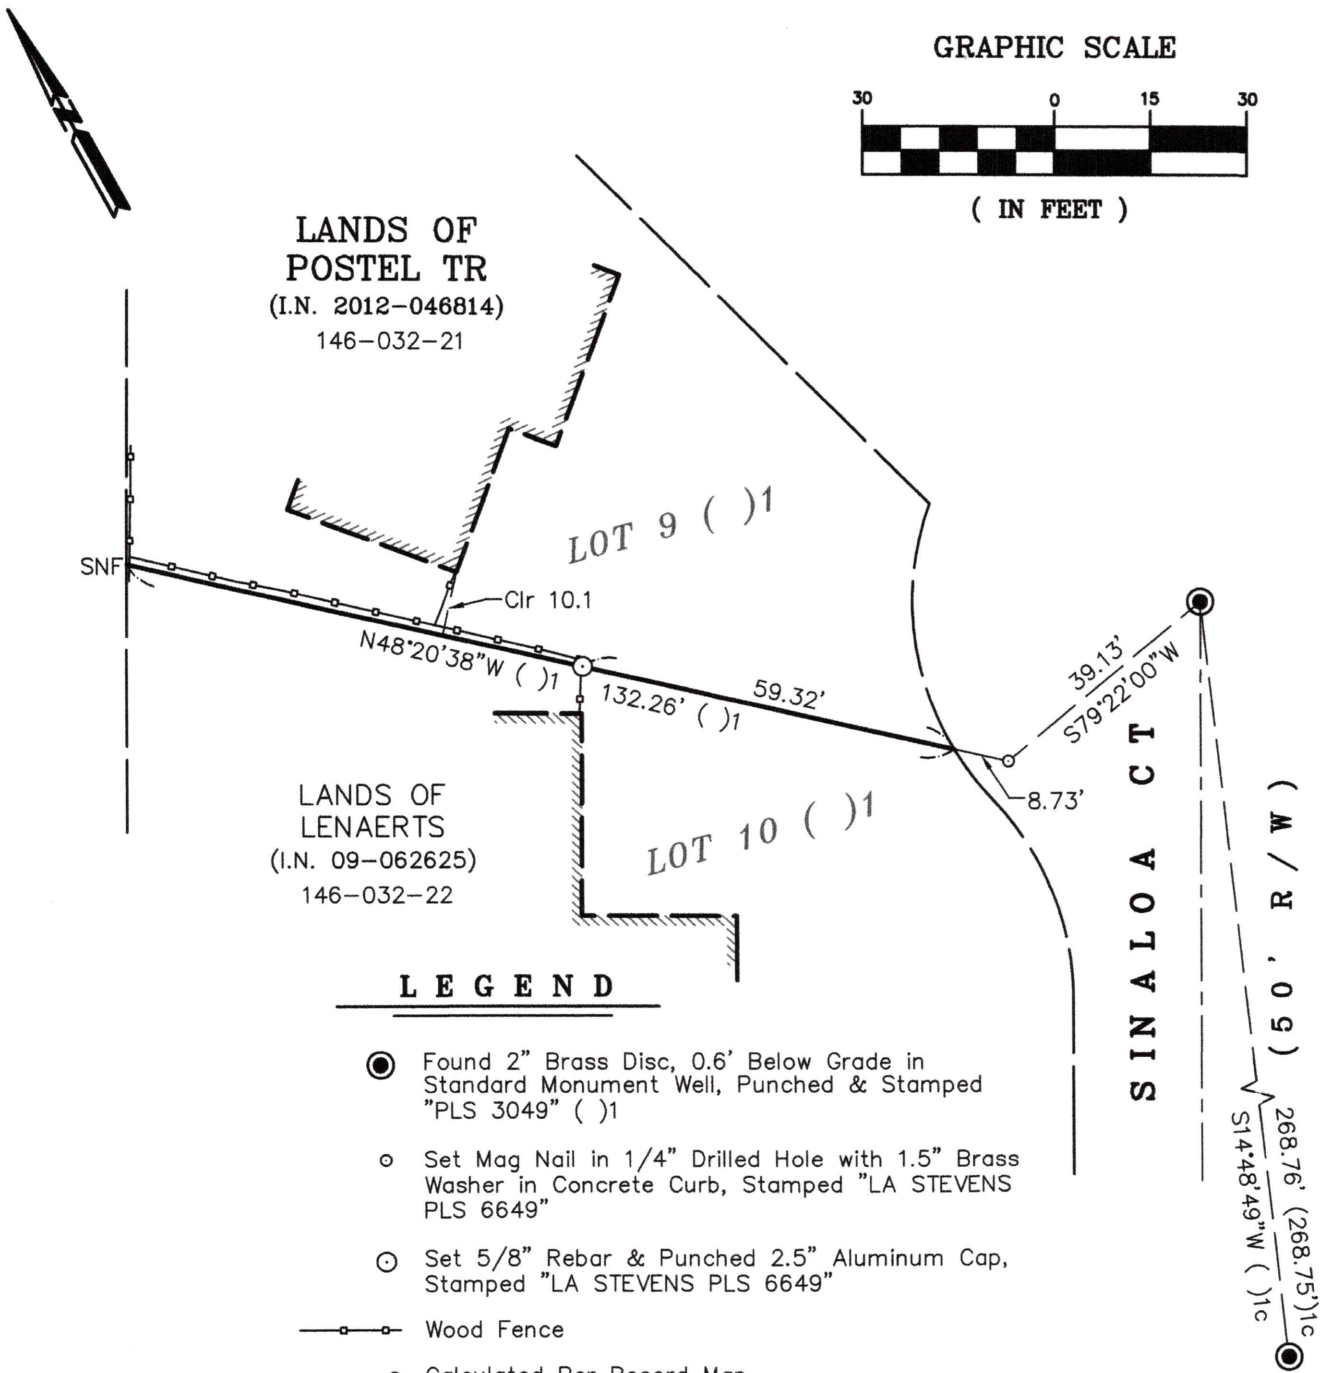 GRAPHIC SCALE
30 0 15 30
( IN FEET )
LANDS OF
POSTEL TR
(I.N. 2012-046814)
146-032-21
LOT 9 ( )1
SNF
Clr 10.1
N48°20'38"W ( )1
132.26' ( )1
59.32'
39.13'
S79°22'00"W
8.73'
LANDS OF
LENAERTS
(I.N. 09-062625)
146-032-22
LOT 10 ( )1
SINALOA CT
(50' R/W)
268.76' (268.75')1c
S14°48'49"W ( )1c
LEGEND
Found 2" Brass Disc, 0.6' Below Grade in
Standard Monument Well, Punched & Stamped
"PLS 3049" ( )1
Set Mag Nail in 1/4" Drilled Hole with 1.5" Brass
Washer in Concrete Curb, Stamped "LA STEVENS
PLS 6649"
Set 5/8" Rebar & Punched 2.5" Aluminum Cap,
Stamped "LA STEVENS PLS 6649"
Wood Fence
Calculated Per Record Map